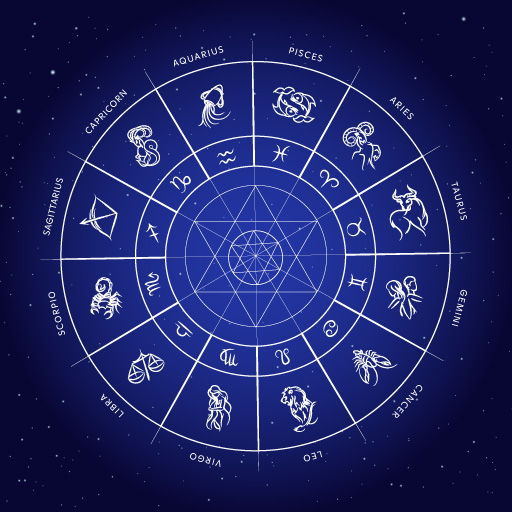 AQUARIUS
PISCES
ARIES
TAURUS
GEMINI
CANCER
LEO
VIRGO
LIBRA
SCORPIO
SAGITTARIUS
CAPRICORN